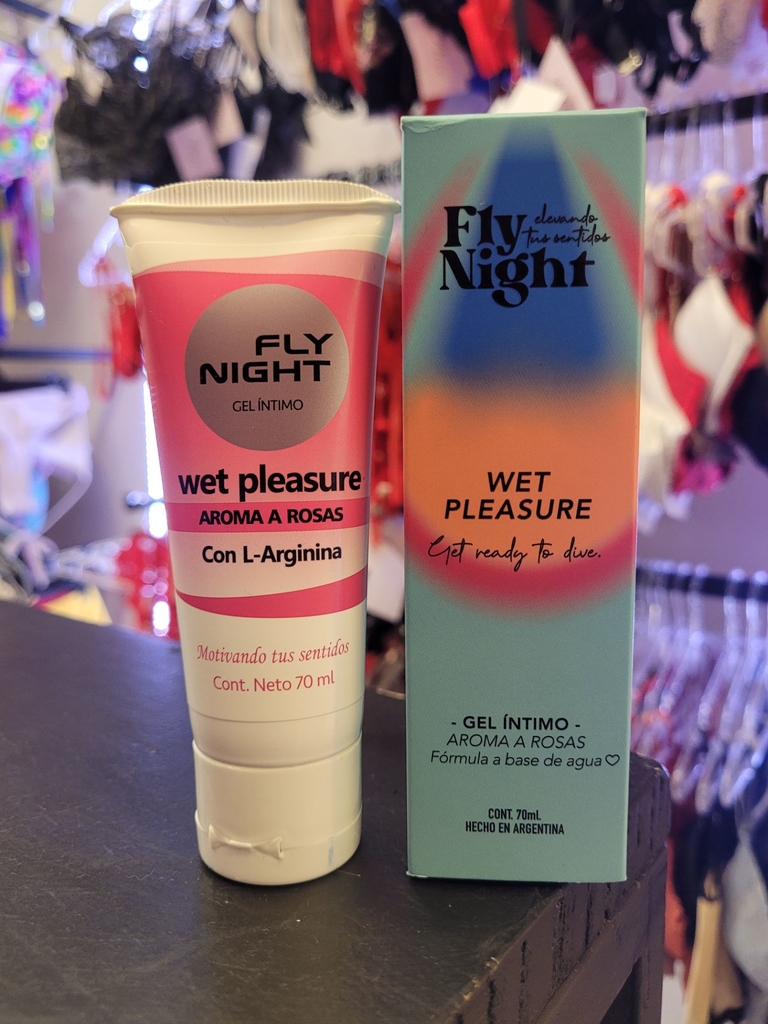 FLY
NIGHT
GEL ÍNTIMO
wet pleasure
AROMA A ROSAS
Con L-Arginina
Motivando tus sentidos
Cont. Neto 70 ml
Fly elevando
tus sentidos
Night
WET
PLEASURE
Get ready to dive.
- GEL ÍNTIMO -
AROMA A ROSAS
Fórmula a base de agua♡
CONT. 70ml.
HECHO EN ARGENTINA